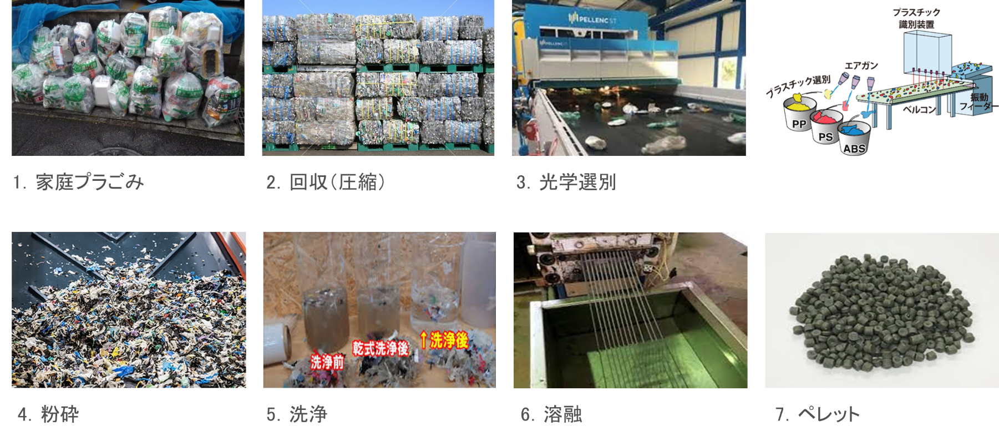 PELLENC ST
PELLENC ST
プラスチック
識別装置
エアガン
プラスチック選別
振動
フィーダー
ベルコン
PP
PS
ABS
1. 家庭プラごみ
2. 回収（圧縮）
3. 光学選別
洗浄前
乾式洗浄後
↑洗浄後
4. 粉砕
5. 洗浄
6. 溶融
7. ペレット